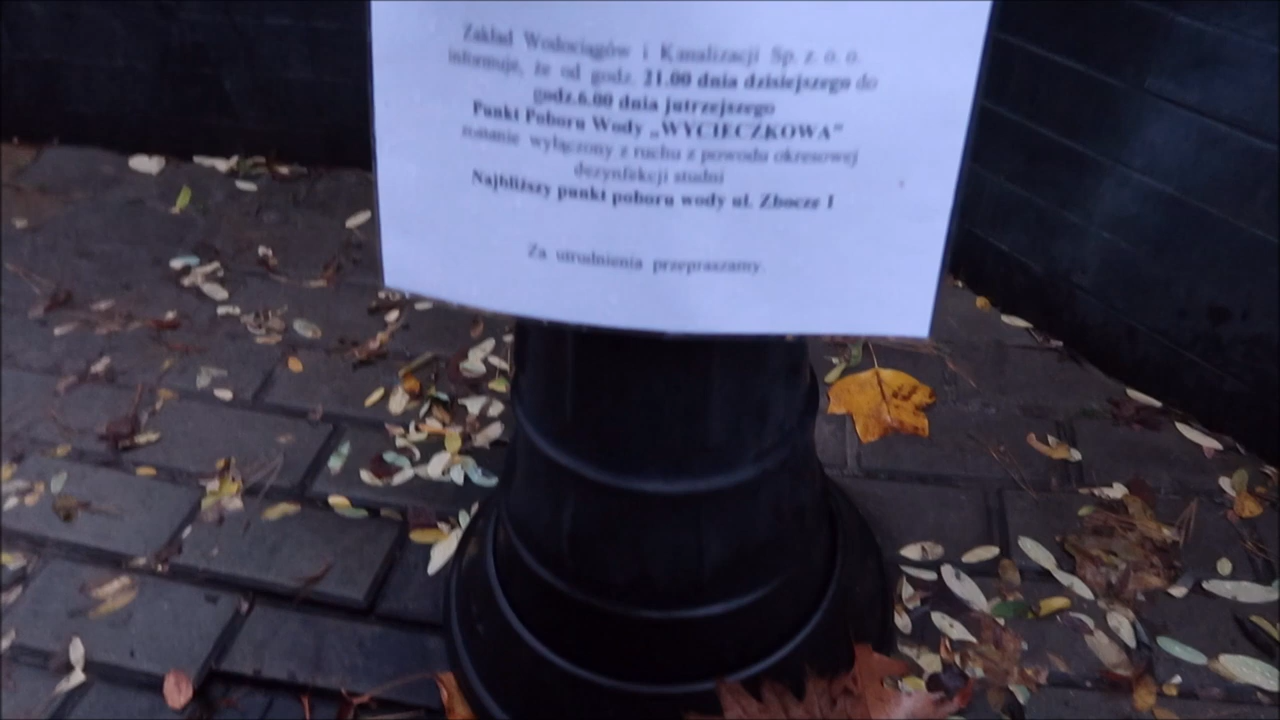 Zakład Wodociągów i Kanalizacji Sp. z. o. o.
informuje, że od godz. 21.00 dnia dzisiejszego do
godz.6.00 dnia jutrzejszego
Punkt Poboru Wody „WYCIECZKOWA”
zostanie wyłączony z ruchu z powodu okresowej
dezynfekcji studni
Najbliższy punkt poboru wody ul. Zbocze I
Za utrudnienia przepraszamy.